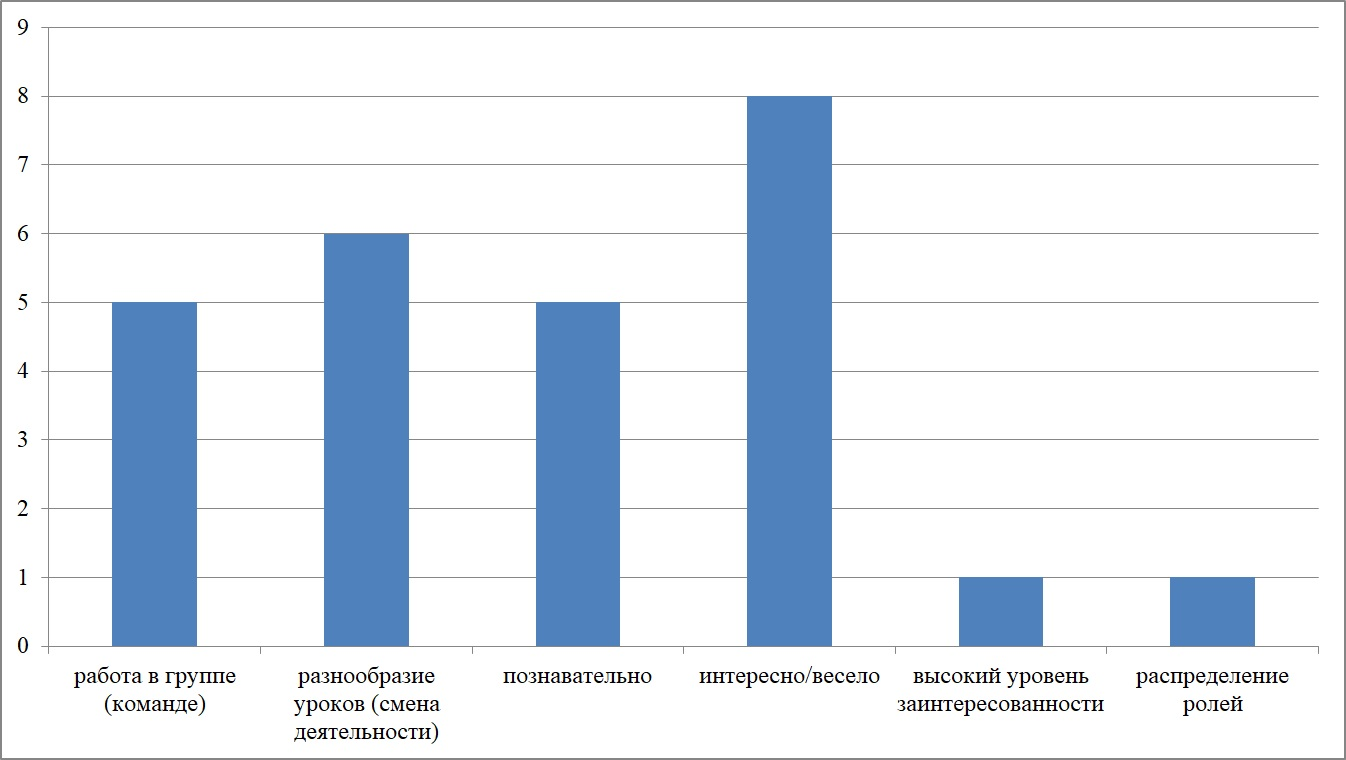 9
8
7
6
5
4
3
2
1
0
работа в группе
(команде)
разнообразие
уроков (смена
деятельности)
познавательно
интересно/весело
высокий уровень
заинтересованности
распределение
ролей